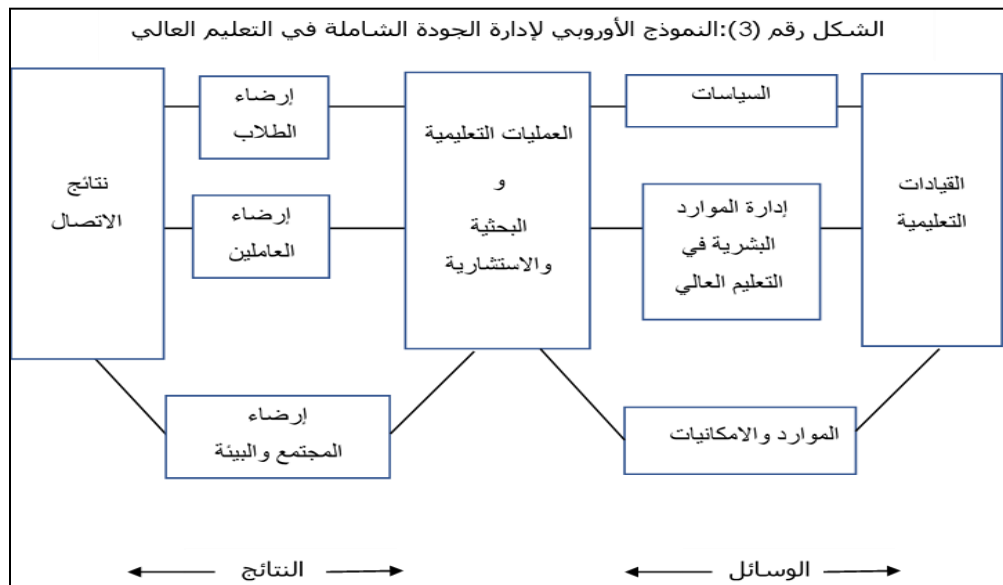 الشكل رقم (3):النموذج الأوروبي لإدارة الجودة الشاملة في التعليم العالي
القيادات
التعليمية
السياسات
إدارة الموارد
البشرية في
التعليم العالي
الموارد والامكانيات
العمليات التعليمية
و
البحثية
والاستشارية
إرضاء
الطلاب
إرضاء
العاملين
إرضاء
المجتمع والبيئة
نتائج
الاتصال
الوسائل
النتائج